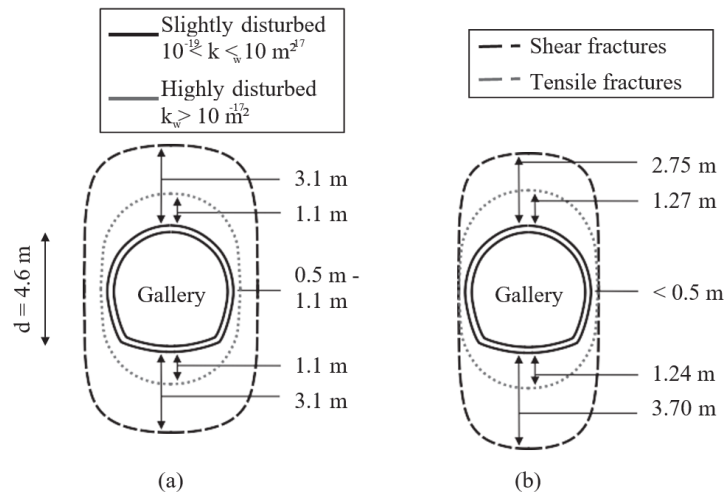 Slightly disturbed
10⁻¹⁹< k_w< 10⁻¹⁷ m²
Highly disturbed
k_w> 10⁻¹⁷ m²
Shear fractures
Tensile fractures
3.1 m
1.1 m
d = 4.6 m
Gallery
0.5 m -
1.1 m
1.1 m
3.1 m
(a)
2.75 m
1.27 m
Gallery
< 0.5 m
1.24 m
3.70 m
(b)